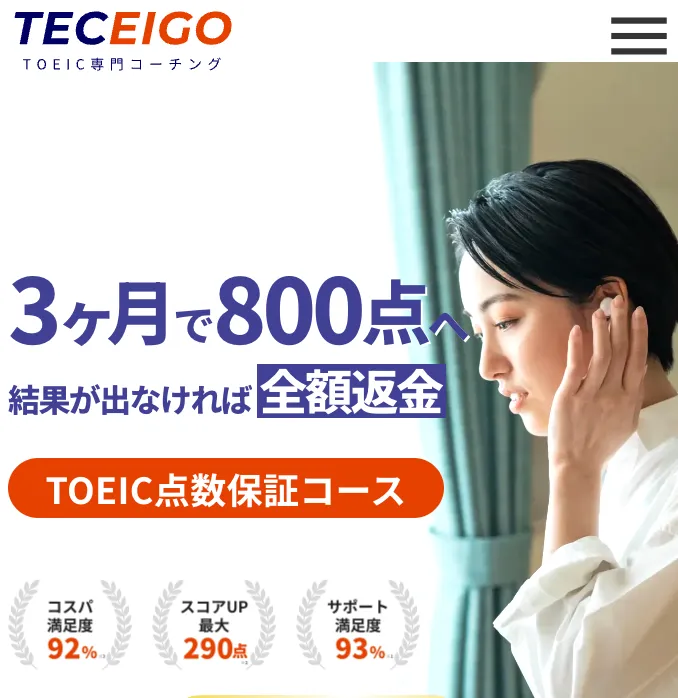 TECEIGO
TOEIC専門コーチング
3ヶ月で800点へ
結果が出なければ 全額返金
TOEIC点数保証コース
コスパ
満足度
92%
スコアUP
最大
290点
サポート
満足度
93%